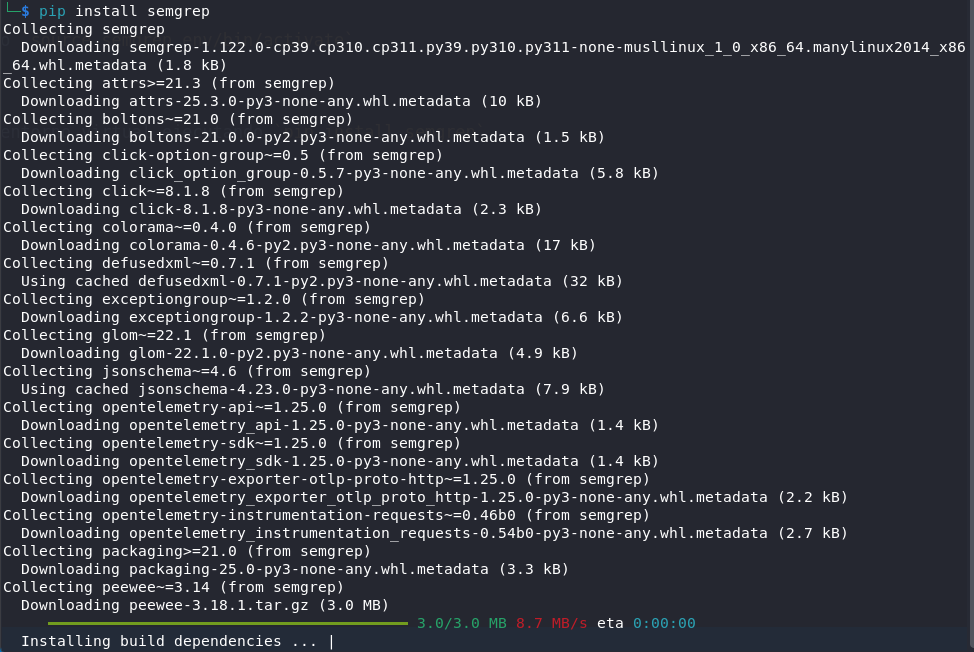 └─$ pip install semgrep
Collecting semgrep
  Downloading semgrep-1.122.0-cp39.cp310.cp311.py39.py310.py311-none-musllinux_1_0_x86_64.manylinux2014_x86
_64.whl.metadata (1.8 kB)
Collecting attrs>=21.3 (from semgrep)
  Downloading attrs-25.3.0-py3-none-any.whl.metadata (10 kB)
Collecting boltons~=21.0 (from semgrep)
  Downloading boltons-21.0.0-py2.py3-none-any.whl.metadata (1.5 kB)
Collecting click-option-group~=0.5 (from semgrep)
  Downloading click_option_group-0.5.7-py3-none-any.whl.metadata (5.8 kB)
Collecting click~=8.1.8 (from semgrep)
  Downloading click-8.1.8-py3-none-any.whl.metadata (2.3 kB)
Collecting colorama~=0.4.0 (from semgrep)
  Downloading colorama-0.4.6-py2.py3-none-any.whl.metadata (17 kB)
Collecting defusedxml~=0.7.1 (from semgrep)
  Using cached defusedxml-0.7.1-py2.py3-none-any.whl.metadata (32 kB)
Collecting exceptiongroup~=1.2.0 (from semgrep)
  Downloading exceptiongroup-1.2.2-py3-none-any.whl.metadata (6.6 kB)
Collecting glom~=22.1 (from semgrep)
  Downloading glom-22.1.0-py2.py3-none-any.whl.metadata (4.9 kB)
Collecting jsonschema~=4.6 (from semgrep)
  Using cached jsonschema-4.23.0-py3-none-any.whl.metadata (7.9 kB)
Collecting opentelemetry-api~=1.25.0 (from semgrep)
  Downloading opentelemetry_api-1.25.0-py3-none-any.whl.metadata (1.4 kB)
Collecting opentelemetry-sdk~=1.25.0 (from semgrep)
  Downloading opentelemetry_sdk-1.25.0-py3-none-any.whl.metadata (1.4 kB)
Collecting opentelemetry-exporter-otlp-proto-http~=1.25.0 (from semgrep)
  Downloading opentelemetry_exporter_otlp_proto_http-1.25.0-py3-none-any.whl.metadata (2.2 kB)
Collecting opentelemetry-instrumentation-requests~=0.46b0 (from semgrep)
  Downloading opentelemetry_instrumentation_requests-0.54b0-py3-none-any.whl.metadata (2.7 kB)
Collecting packaging>=21.0 (from semgrep)
  Downloading packaging-25.0-py3-none-any.whl.metadata (3.3 kB)
Collecting peewee~=3.14 (from semgrep)
  Downloading peewee-3.18.1.tar.gz (3.0 MB)
3.0/3.0 MB 8.7 MB/s eta 0:00:00
  Installing build dependencies ... |